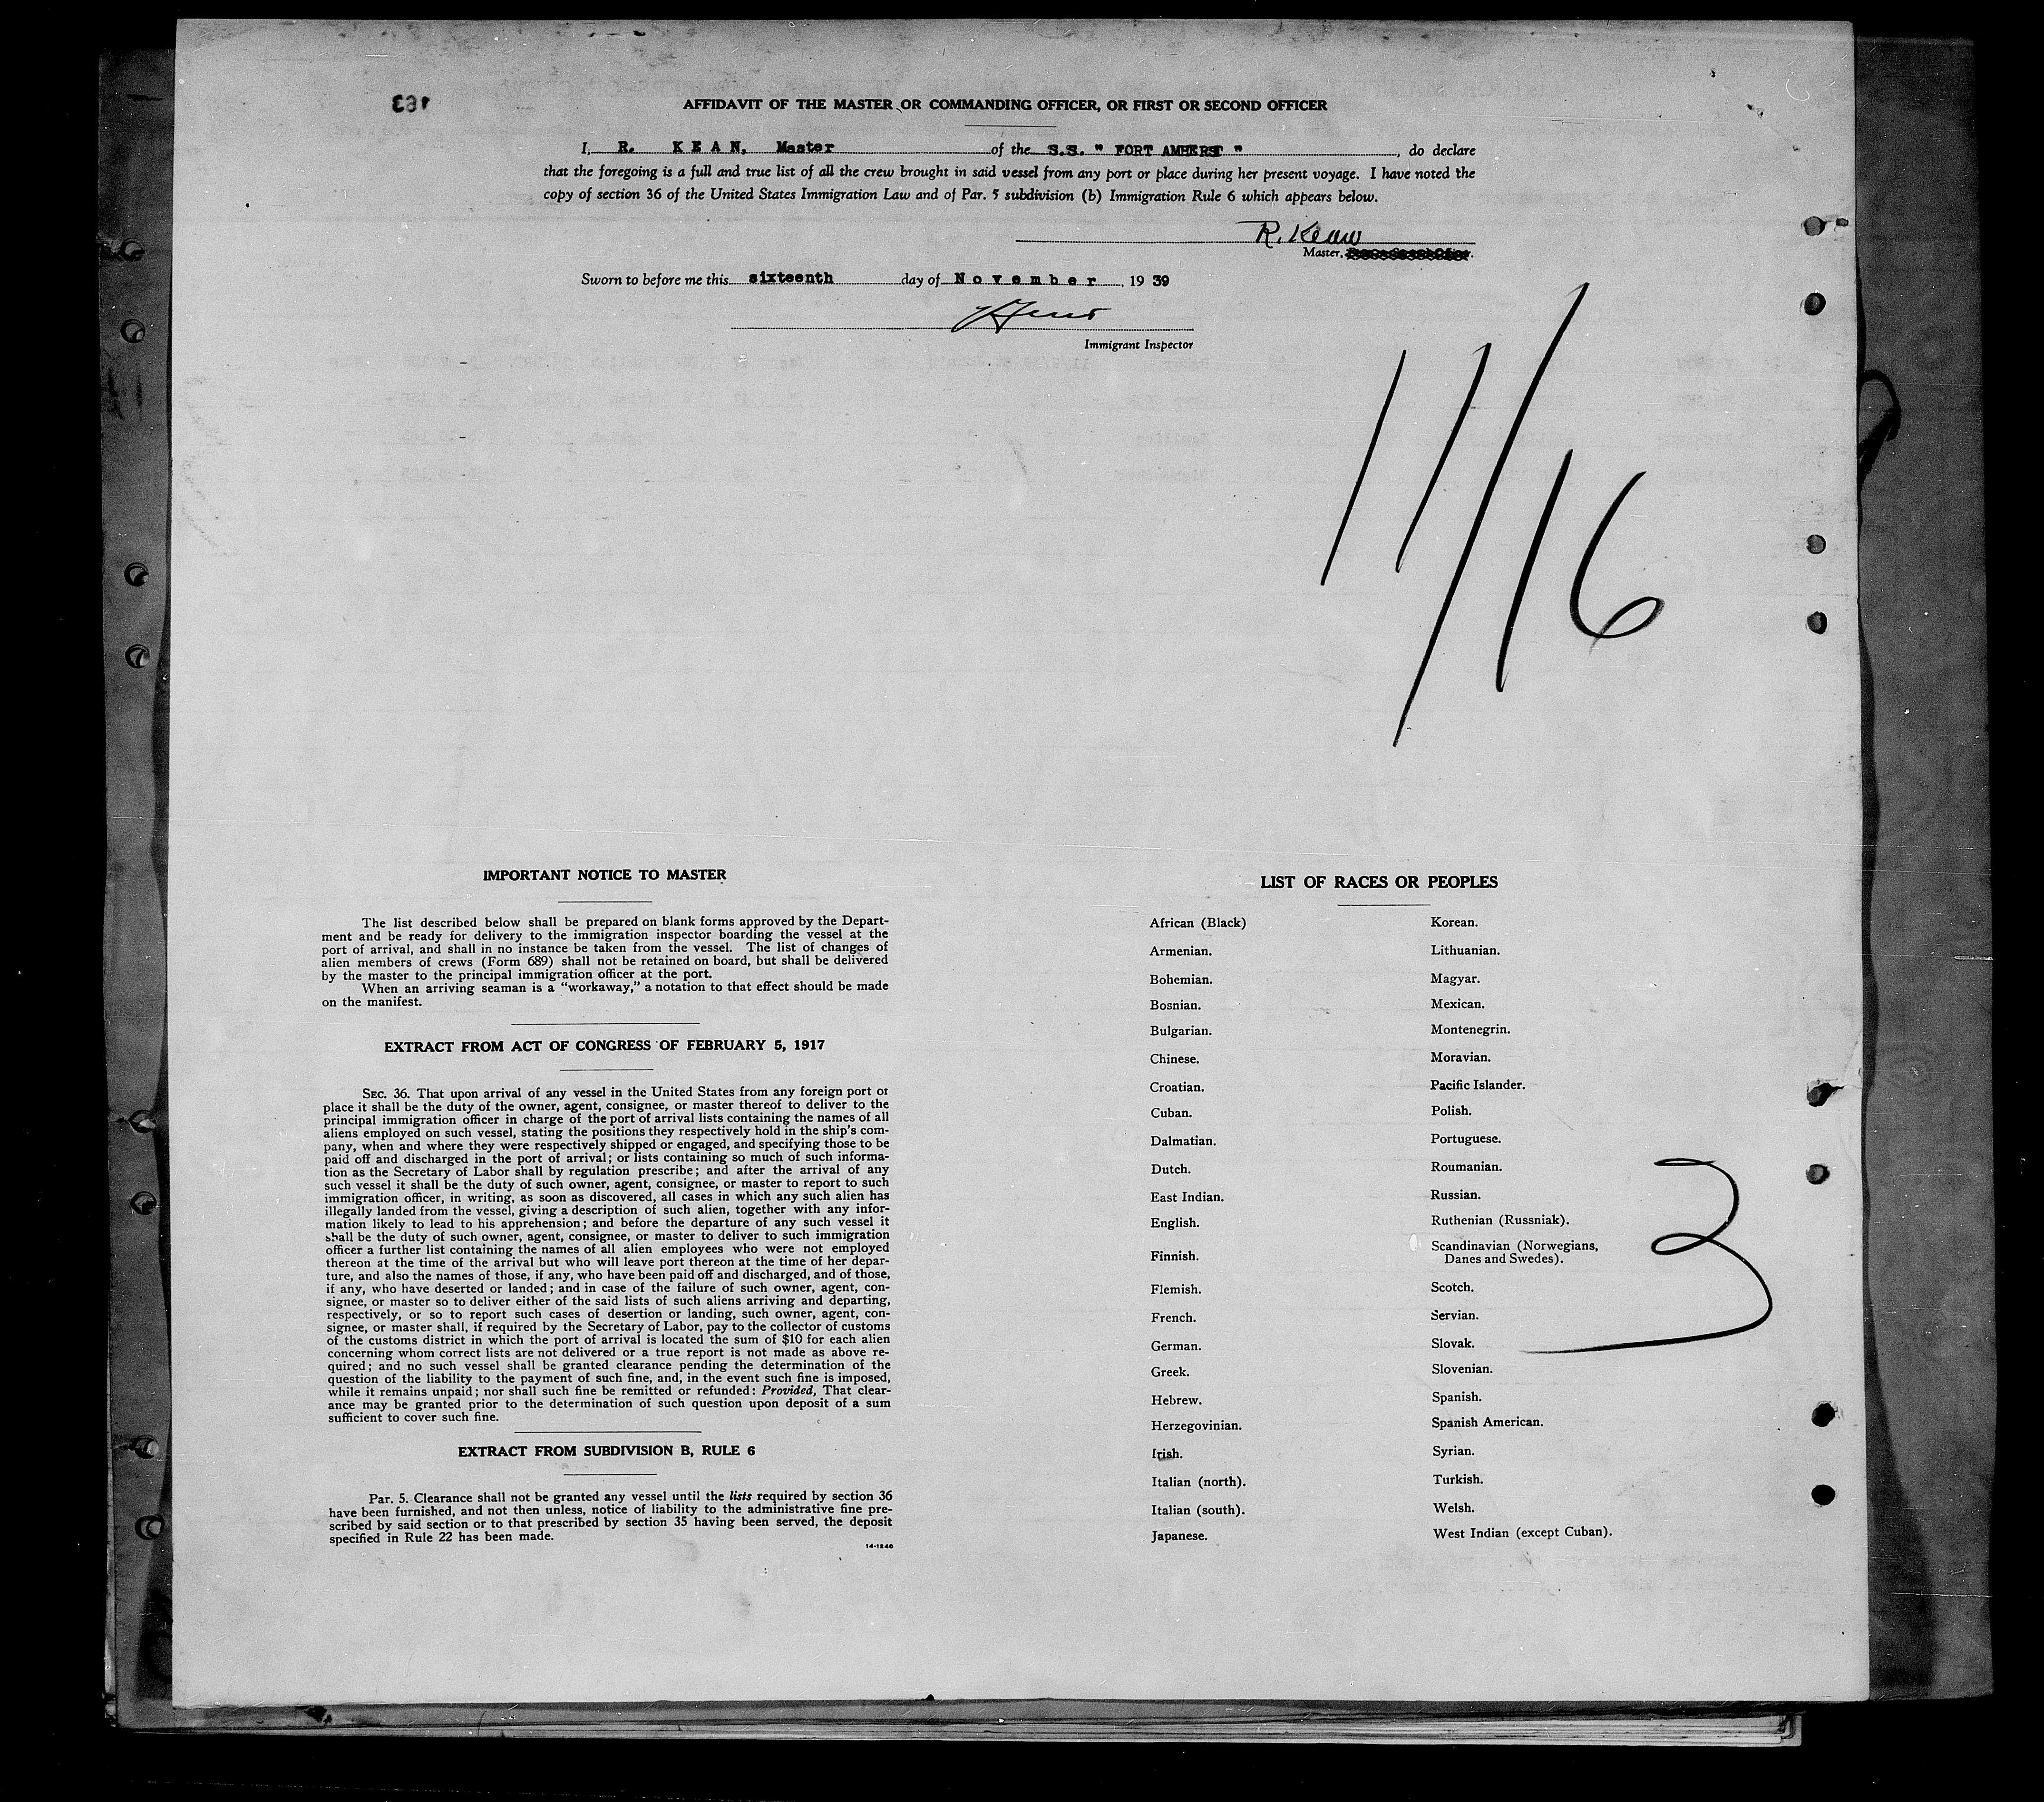 163
AFFIDAVIT OF THE MASTER OR COMMANDING OFFICER, OR FIRST OR SECOND OFFICER
I, R. KEAN, Master of the S.S. " FORT AMHERST ", do declare
that the foregoing is a full and true list of all the crew brought in said vessel from any port or place during her present voyage. I have noted the
copy of section 36 of the United States Immigration Law and of Par. 5 subdivision (b) Immigration Rule 6 which appears below.
R. Kean
Master,
Sworn to before me this sixteenth day of November, 19 39
Immigrant Inspector
11/16
IMPORTANT NOTICE TO MASTER
The list described below shall be prepared on blank forms approved by the Depart-
ment and be ready for delivery to the immigration inspector boarding the vessel at the
port of arrival, and shall in no instance be taken from the vessel. The list of changes of
alien members of crews (Form 689) shall not be retained on board, but shall be delivered
by the master to the principal immigration officer at the port.
When an arriving seaman is a "workaway," a notation to that effect should be made
on the manifest.
EXTRACT FROM ACT OF CONGRESS OF FEBRUARY 5, 1917
SEC. 36. That upon arrival of any vessel in the United States from any foreign port or
place it shall be the duty of the owner, agent, consignee, or master thereof to deliver to the
principal immigration officer in charge of the port of arrival lists containing the names of all
aliens employed on such vessel, stating the positions they respectively hold in the ship's com-
pany, when and where they were respectively shipped or engaged, and specifying those to be
paid off and discharged in the port of arrival; or lists containing so much of such informa-
tion as the Secretary of Labor shall by regulation prescribe; and after the arrival of any
such vessel it shall be the duty of such owner, agent, consignee, or master to report to such
immigration officer, in writing, as soon as discovered, all cases in which any such alien has
illegally landed from the vessel, giving a description of such alien, together with any infor-
mation likely to lead to his apprehension; and before the departure of any such vessel it
shall be the duty of such owner, agent, consignee, or master to deliver to such immigration
officer a further list containing the names of all alien employees who were not employed
thereon at the time of the arrival but who will leave port thereon at the time of her depar-
ture, and also the names of those, if any, who have been paid off and discharged, and of those,
if any, who have deserted or landed; and in case of the failure of such owner, agent, con-
signee, or master so to deliver either of the said lists of such aliens arriving and departing,
respectively, or so to report such cases of desertion or landing, such owner, agent, con-
signee, or master shall, if required by the Secretary of Labor, pay to the collector of customs
of the customs district in which the port of arrival is located the sum of $10 for each alien
concerning whom correct lists are not delivered or a true report is not made as above re-
quired; and no such vessel shall be granted clearance pending the determination of the
question of the liability to the payment of such fine, and, in the event such fine is imposed,
while it remains unpaid; nor shall such fine be remitted or refunded: Provided, That clear-
ance may be granted prior to the determination of such question upon deposit of a sum
sufficient to cover such fine.
EXTRACT FROM SUBDIVISION B, RULE 6
Par. 5. Clearance shall not be granted any vessel until the lists required by section 36
have been furnished, and not then unless, notice of liability to the administrative fine pre-
scribed by said section or to that prescribed by section 35 having been served, the deposit
specified in Rule 22 has been made.
14-1240
LIST OF RACES OR PEOPLES
African (Black)
Armenian.
Bohemian.
Bosnian.
Bulgarian.
Chinese.
Croatian.
Cuban.
Dalmatian.
Dutch.
East Indian.
English.
Finnish.
Flemish.
French.
German.
Greek.
Hebrew.
Herzegovinian.
Irish.
Italian (north).
Italian (south).
Japanese.
Korean.
Lithuanian.
Magyar.
Mexican.
Montenegrin.
Moravian.
Pacific Islander.
Polish.
Portuguese.
Roumanian.
Russian.
Ruthenian (Russniak).
Scandinavian (Norwegians,
Danes and Swedes).
Scotch.
Servian.
Slovak.
Slovenian.
Spanish.
Spanish American.
Syrian.
Turkish.
Welsh.
West Indian (except Cuban).
3